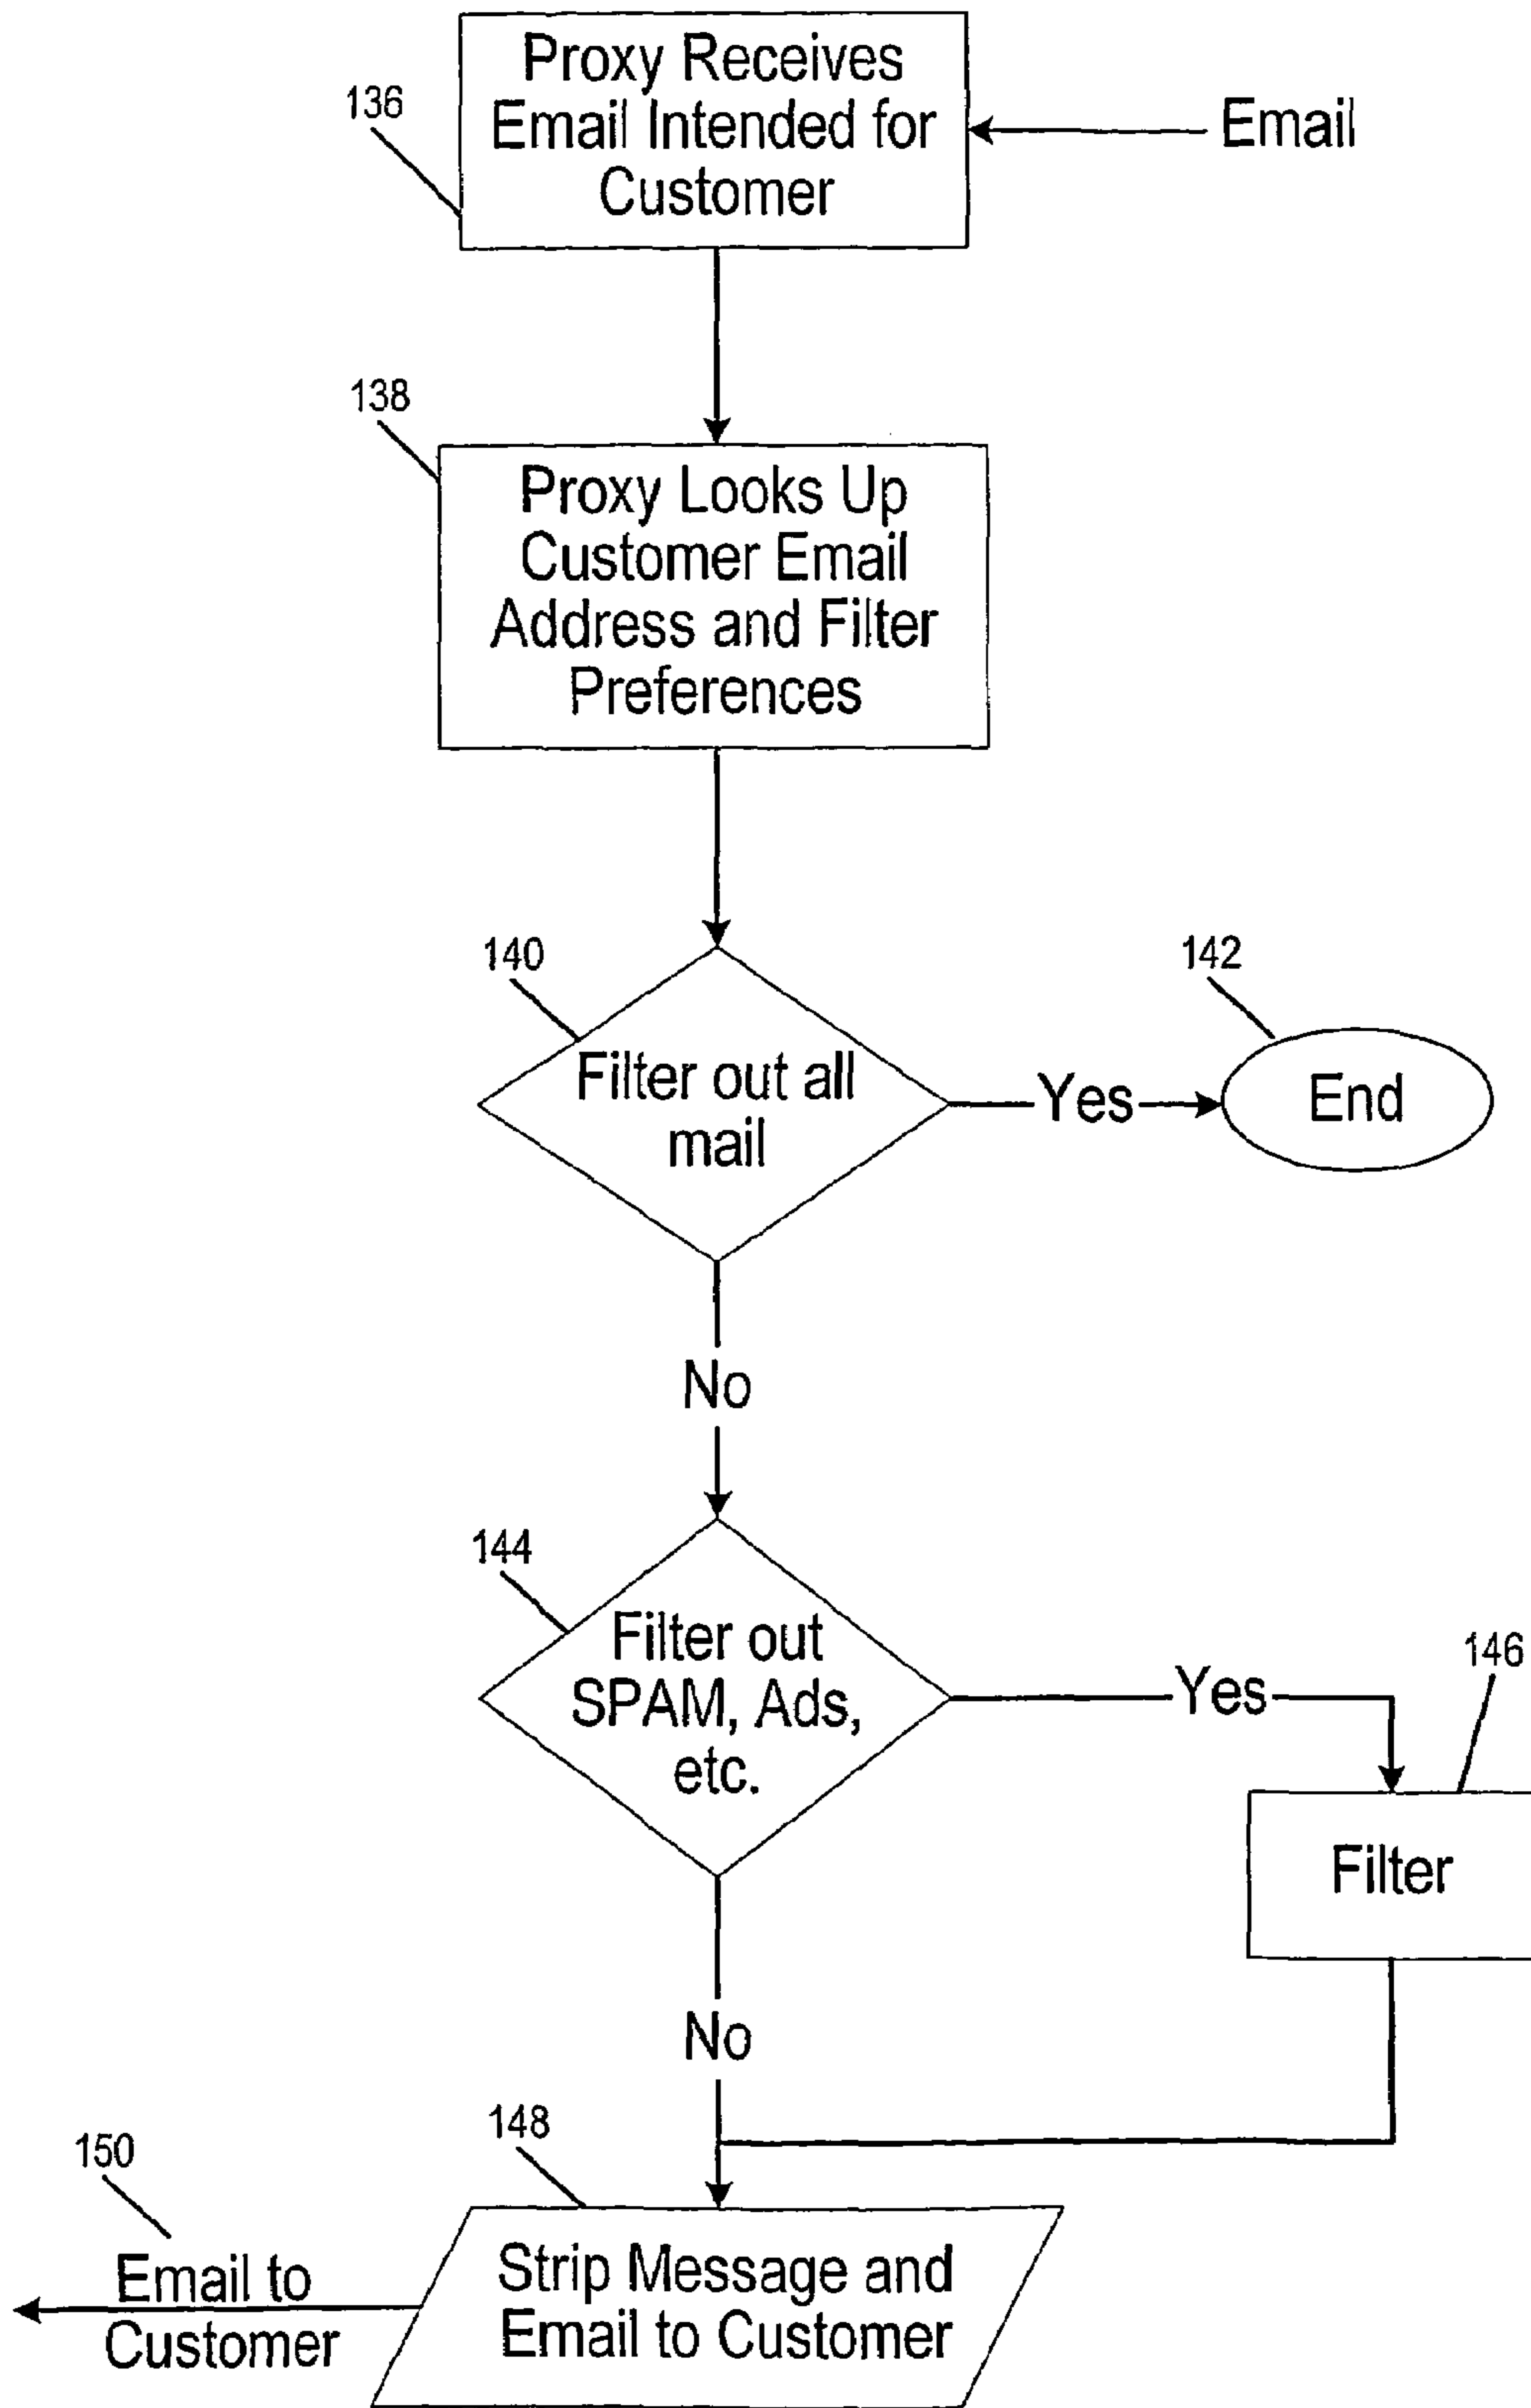 Proxy Receives
Email Intended for
Customer
136
Email
138
Proxy Looks Up
Customer Email
Address and Filter
Preferences
140
142
Filter out all
mail
Yes
End
No
144
Filter out
SPAM, Ads,
etc.
Yes
146
Filter
No
148
150
Strip Message and
Email to Customer
Email to
Customer